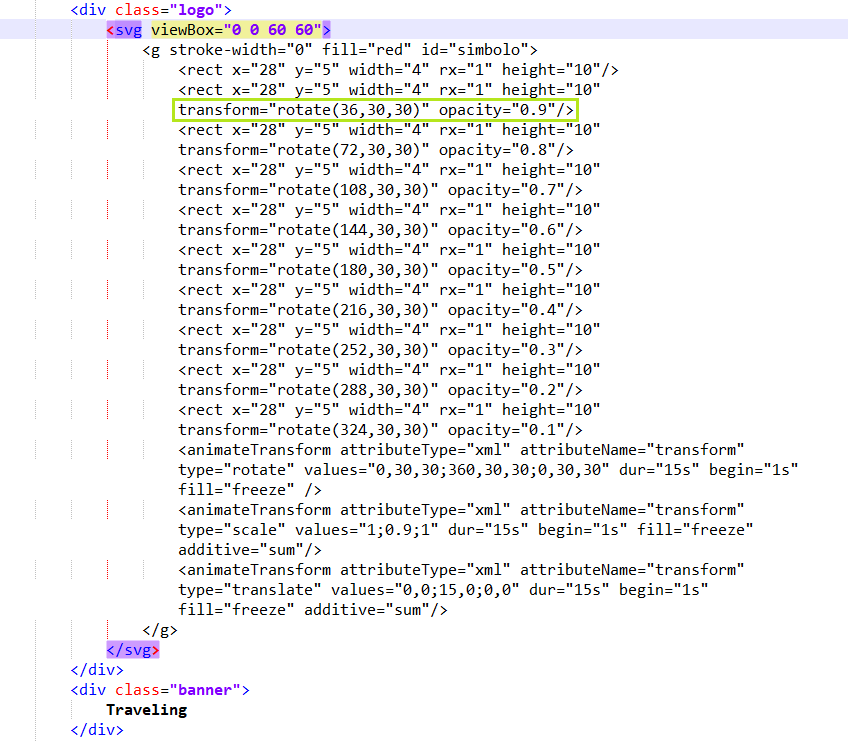 <div class="logo">
<svg viewBox="0 0 60 60">
<g stroke-width="0" fill="red" id="simbolo">
<rect x="28" y="5" width="4" rx="1" height="10"/>
<rect x="28" y="5" width="4" rx="1" height="10"
transform="rotate(36,30,30)" opacity="0.9"/>
<rect x="28" y="5" width="4" rx="1" height="10"
transform="rotate(72,30,30)" opacity="0.8"/>
<rect x="28" y="5" width="4" rx="1" height="10"
transform="rotate(108,30,30)" opacity="0.7"/>
<rect x="28" y="5" width="4" rx="1" height="10"
transform="rotate(144,30,30)" opacity="0.6"/>
<rect x="28" y="5" width="4" rx="1" height="10"
transform="rotate(180,30,30)" opacity="0.5"/>
<rect x="28" y="5" width="4" rx="1" height="10"
transform="rotate(216,30,30)" opacity="0.4"/>
<rect x="28" y="5" width="4" rx="1" height="10"
transform="rotate(252,30,30)" opacity="0.3"/>
<rect x="28" y="5" width="4" rx="1" height="10"
transform="rotate(288,30,30)" opacity="0.2"/>
<rect x="28" y="5" width="4" rx="1" height="10"
transform="rotate(324,30,30)" opacity="0.1"/>
<animateTransform attributeType="xml" attributeName="transform"
type="rotate" values="0,30,30;360,30,30;0,30,30" dur="15s" begin="1s"
fill="freeze" />
<animateTransform attributeType="xml" attributeName="transform"
type="scale" values="1;0.9;1" dur="15s" begin="1s" fill="freeze"
additive="sum"/>
<animateTransform attributeType="xml" attributeName="transform"
type="translate" values="0,0;15,0;0,0" dur="15s" begin="1s"
fill="freeze" additive="sum"/>
</g>
</svg>
</div>
<div class="banner">
Traveling
</div>